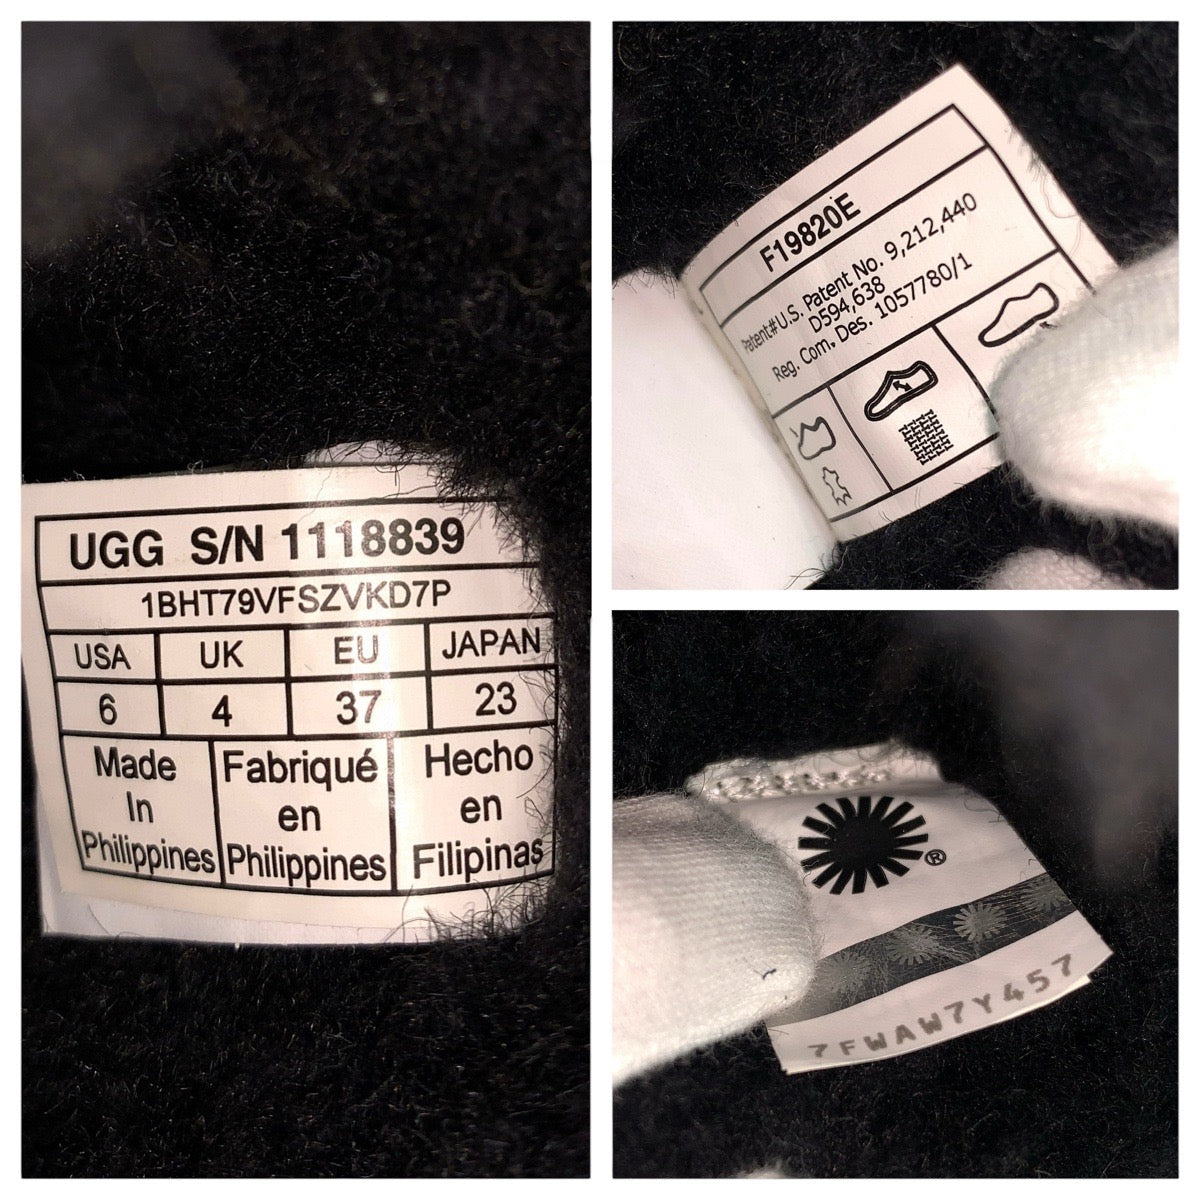 UGG S/N 1118839
1BHT79VFSZVKD7P
USA UK EU JAPAN
6 4 37 23
Made In Philippines
Fabriqué en Philippines
Hecho en Filipinas
F19820E
Patent#U.S. Patent No. 9,212,440
D594,638
Reg. Com. Des. 1057780/1
®
7FWAW7Y457